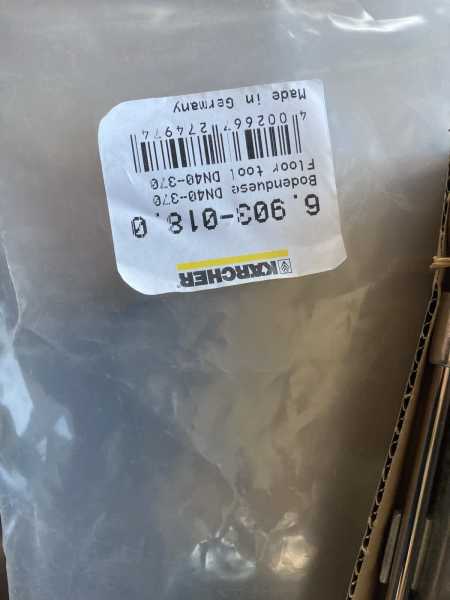 KÄRCHER
6.903-018.0
Bodenduese DN40-370
Floor tool DN40-370
4 002667 274974
Made in Germany